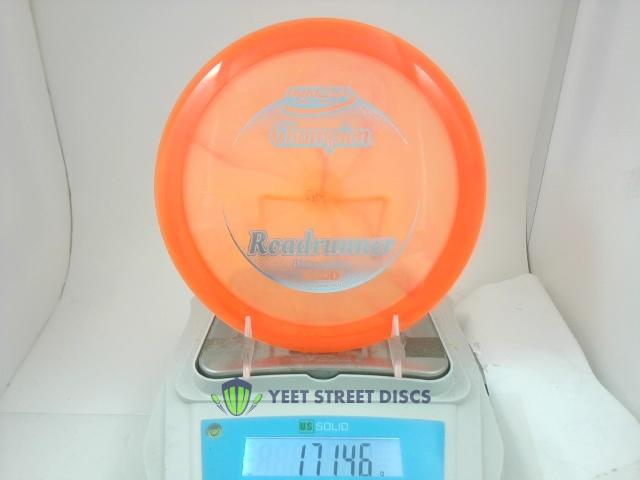 INNOVA
Champion
Roadrunner
YEET STREET DISCS
US SOLID
171.46 g